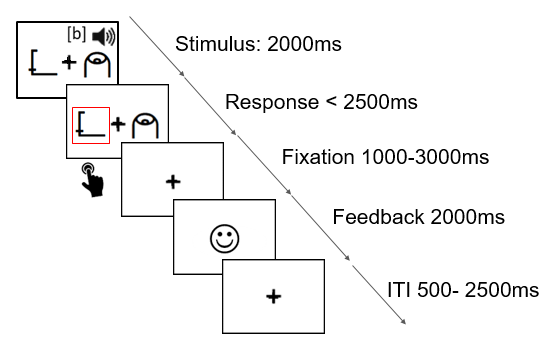 [b]
Stimulus: 2000ms
Response < 2500ms
Fixation 1000-3000ms
Feedback 2000ms
ITI 500- 2500ms